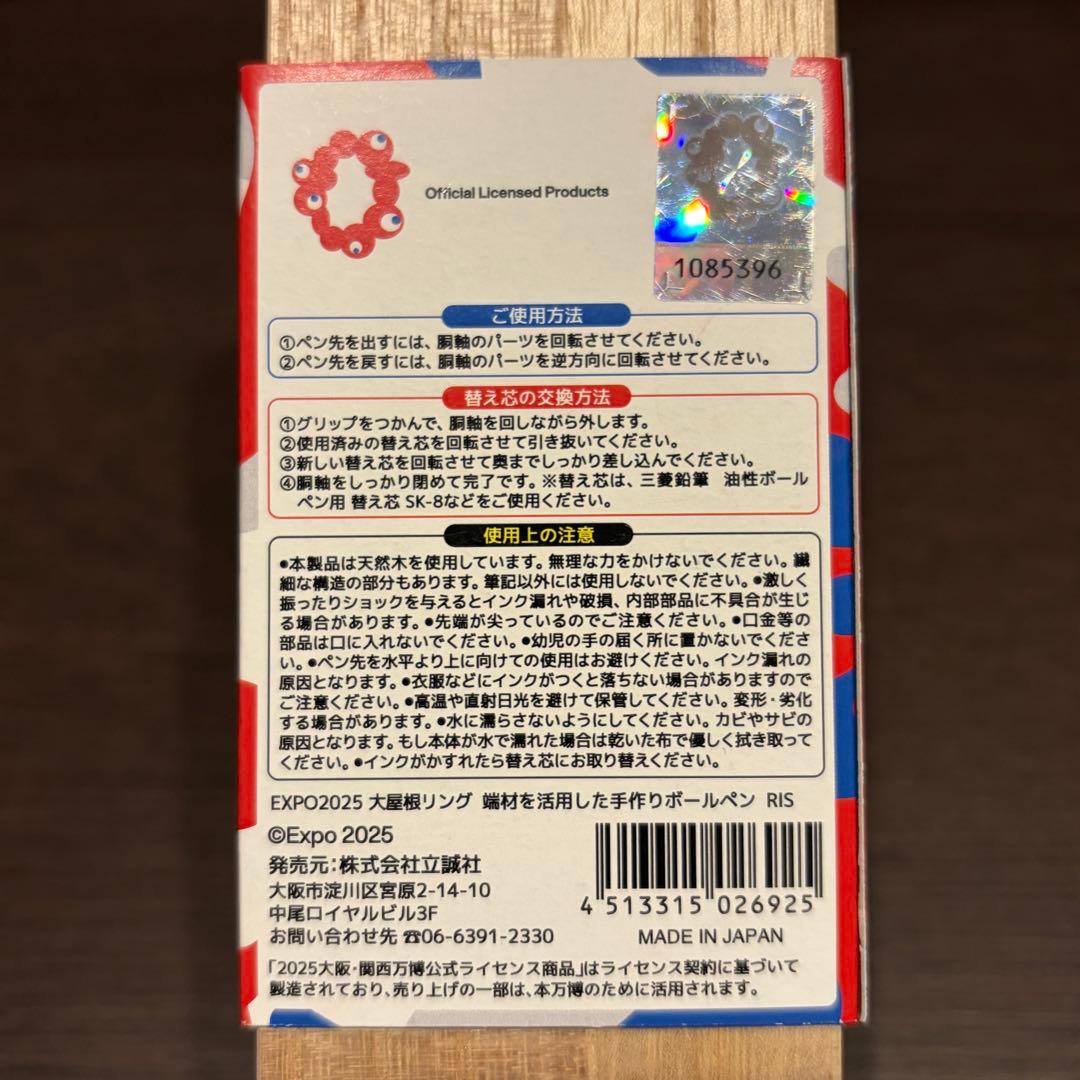 Official Licensed Products
1085396
ご使用方法
①ペン先を出すには、胴軸のパーツを回転させてください。
②ペン先を戻すには、胴軸のパーツを逆方向に回転させてください。
替え芯の交換方法
①グリップをつかんで、胴軸を回しながら外します。
②使用済みの替え芯を回転させて引き抜いてください。
③新しい替え芯を回転させて奥までしっかり差し込んでください。
④胴軸をしっかり閉めて完了です。※替え芯は、三菱鉛筆 油性ボール
ペン用 替え芯 SK-8などをご使用ください。
使用上の注意
●本製品は天然木を使用しています。無理な力をかけないでください。繊
細な構造の部分もあります。筆記以外には使用しないでください。●激しく
振ったりショックを与えるとインク漏れや破損、内部部品に不具合が生じ
る場合があります。●先端が尖っているのでご注意ください。●口金等の
部品は口に入れないでください。●幼児の手の届く所に置かないでくださ
い。●ペン先を水平より上に向けての使用はお避けください。インク漏れの
原因となります。●衣服などにインクがつくと落ちない場合がありますので
ご注意ください。●高温や直射日光を避けて保管してください。変形・劣化
する場合があります。●水に濡らさないようにしてください。カビやサビの
原因となります。もし本体が水で濡れた場合は乾いた布で優しく拭き取って
ください。●インクがかすれたら替え芯にお取り替えください。
EXPO2025 大屋根リング 端材を活用した手作りボールペン RIS
©Expo 2025
発売元：株式会社立誠社
大阪市淀川区宮原2-14-10
中尾ロイヤルビル3F
お問い合わせ先 ☎06-6391-2330
4 513315 026925
MADE IN JAPAN
「2025大阪・関西万博公式ライセンス商品」はライセンス契約に基づいて
製造されており、売り上げの一部は、本万博のために活用されます。